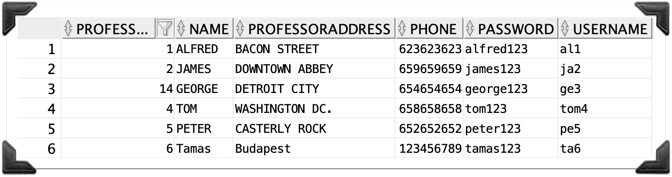 PROFESS... NAME PROFESSORADDRESS PHONE PASSWORD USERNAME
1 1 ALFRED BACON STREET 623623623 alfred123 al1
2 2 JAMES DOWNTOWN ABBEY 659659659 james123 ja2
3 14 GEORGE DETROIT CITY 654654654 george123 ge3
4 4 TOM WASHINGTON DC. 658658658 tom123 tom4
5 5 PETER CASTERLY ROCK 652652652 peter123 pe5
6 6 Tamas Budapest 123456789 tamas123 ta6